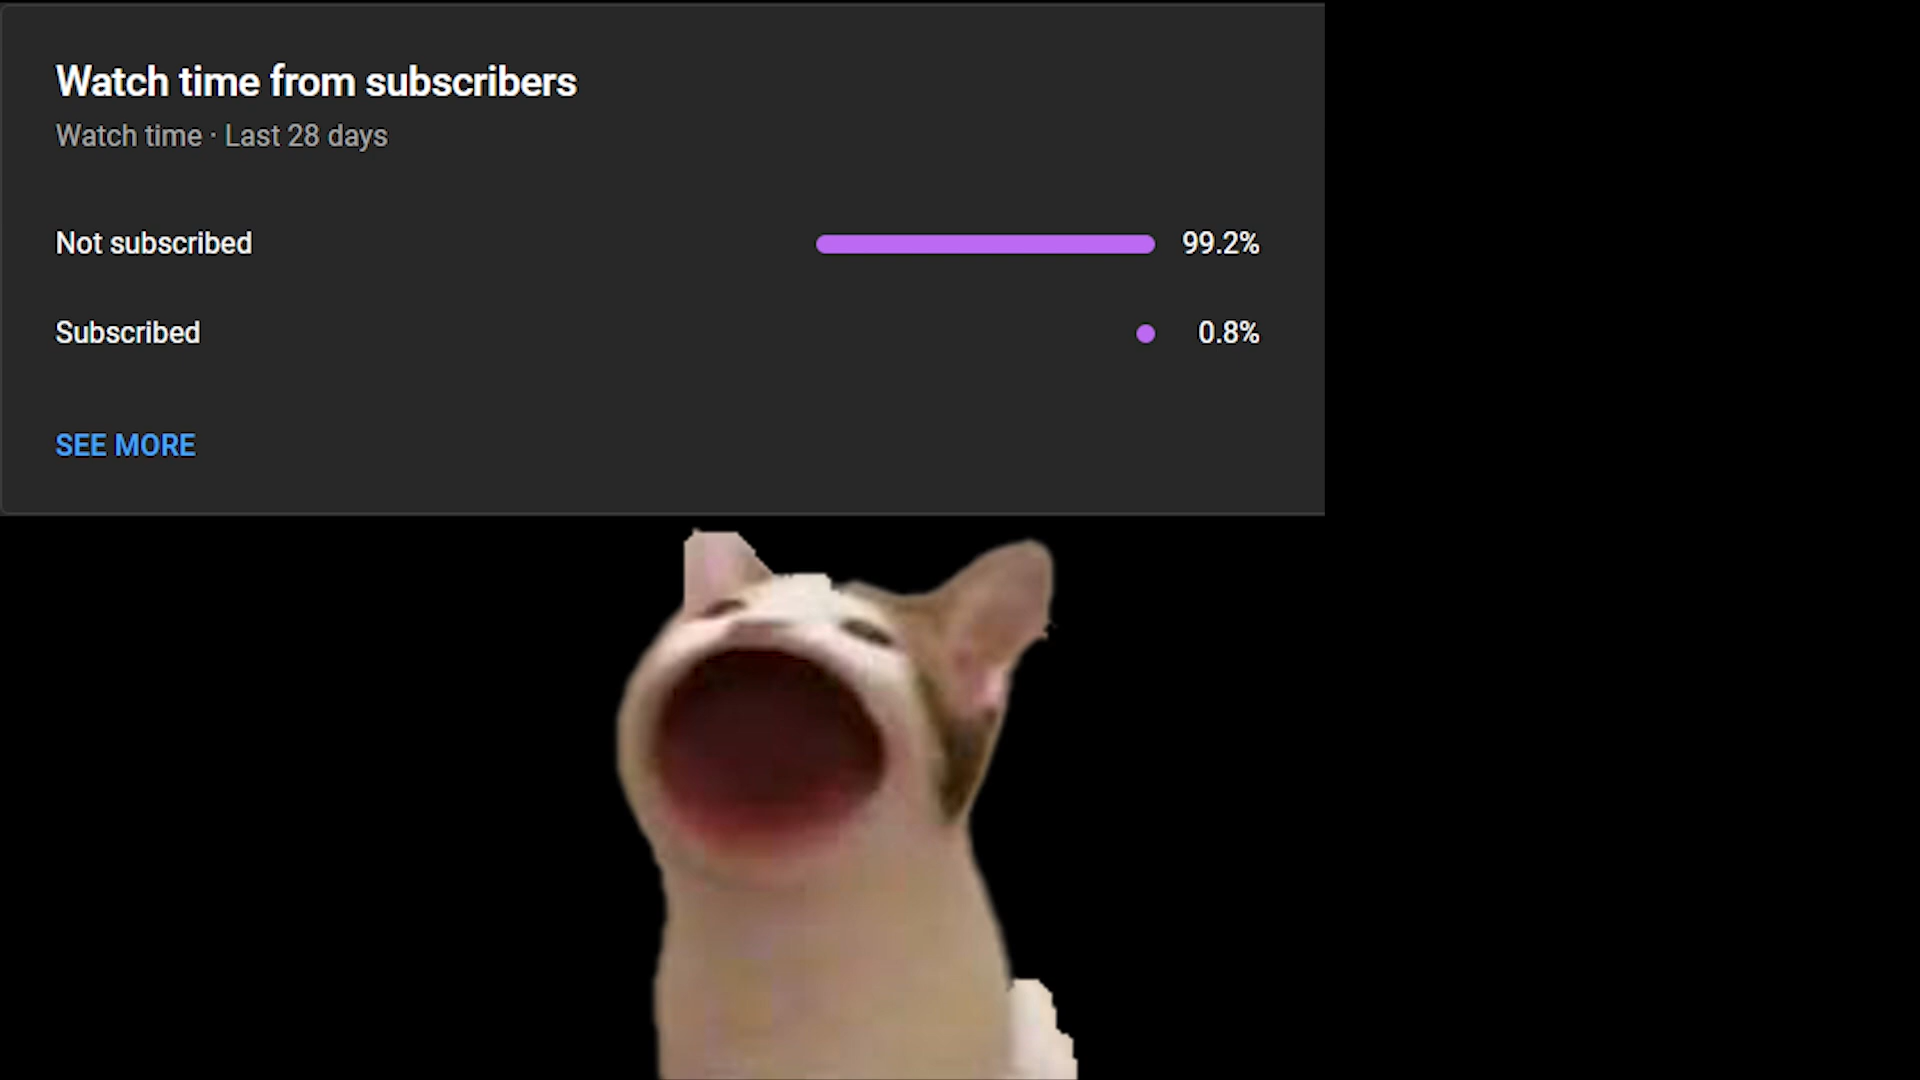 Watch time from subscribers
Watch time · Last 28 days
Not subscribed 99.2%
Subscribed 0.8%
SEE MORE